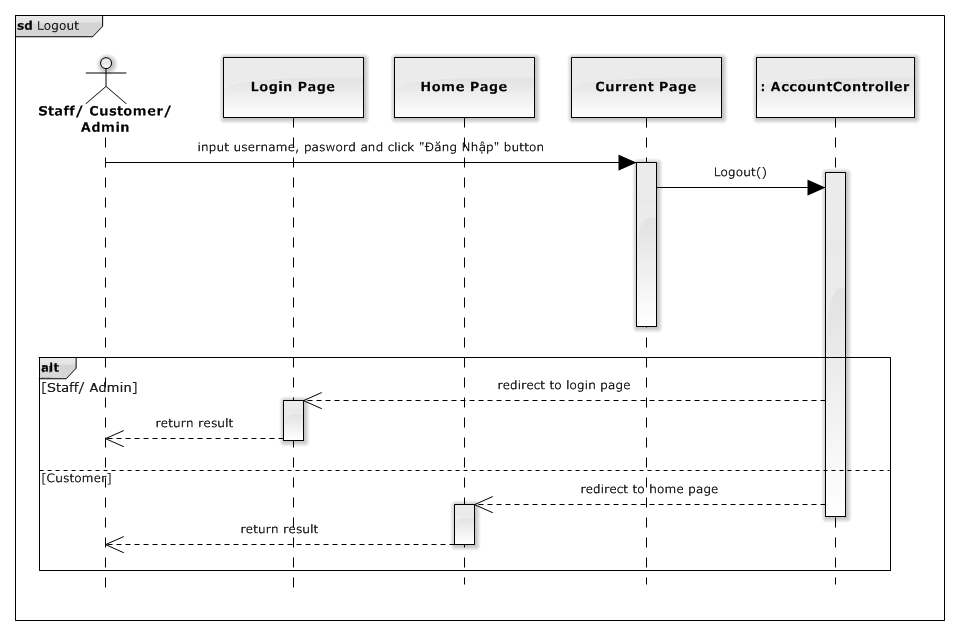 sd Logout
Staff/ Customer/
Admin
Login Page
Home Page
Current Page
: AccountController
input username, pasword and click "Đăng Nhập" button
Logout()
alt
[Staff/ Admin]
redirect to login page
return result
[Customer]
redirect to home page
return result